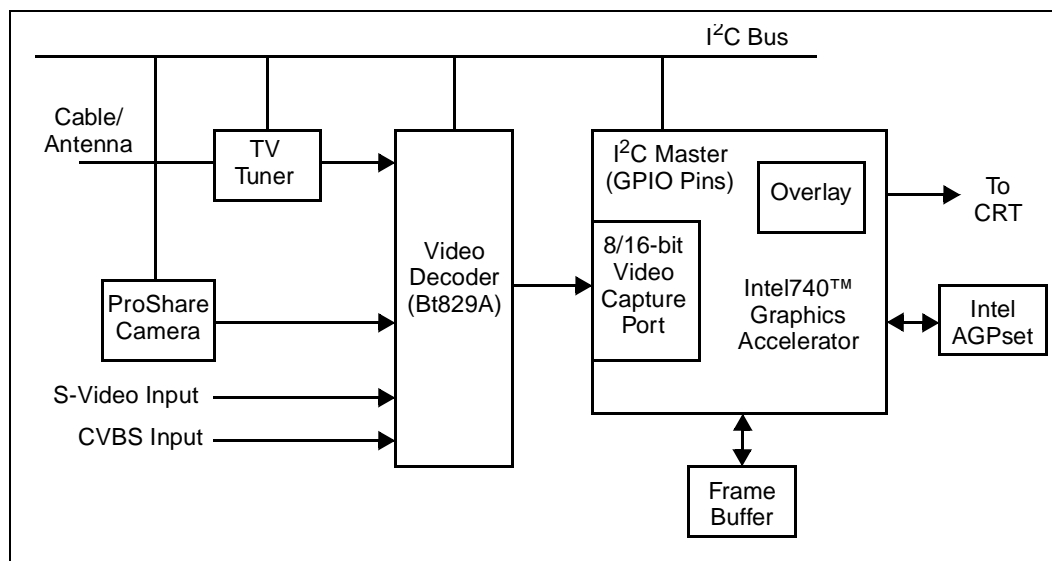 I²C Bus
Cable/
Antenna
TV
Tuner
I²C Master
(GPIO Pins)
Overlay
To
CRT
Video
Decoder
(Bt829A)
8/16-bit
Video
Capture
Port
ProShare
Camera
Intel740™
Graphics
Accelerator
Intel
AGPset
S-Video Input
CVBS Input
Frame
Buffer